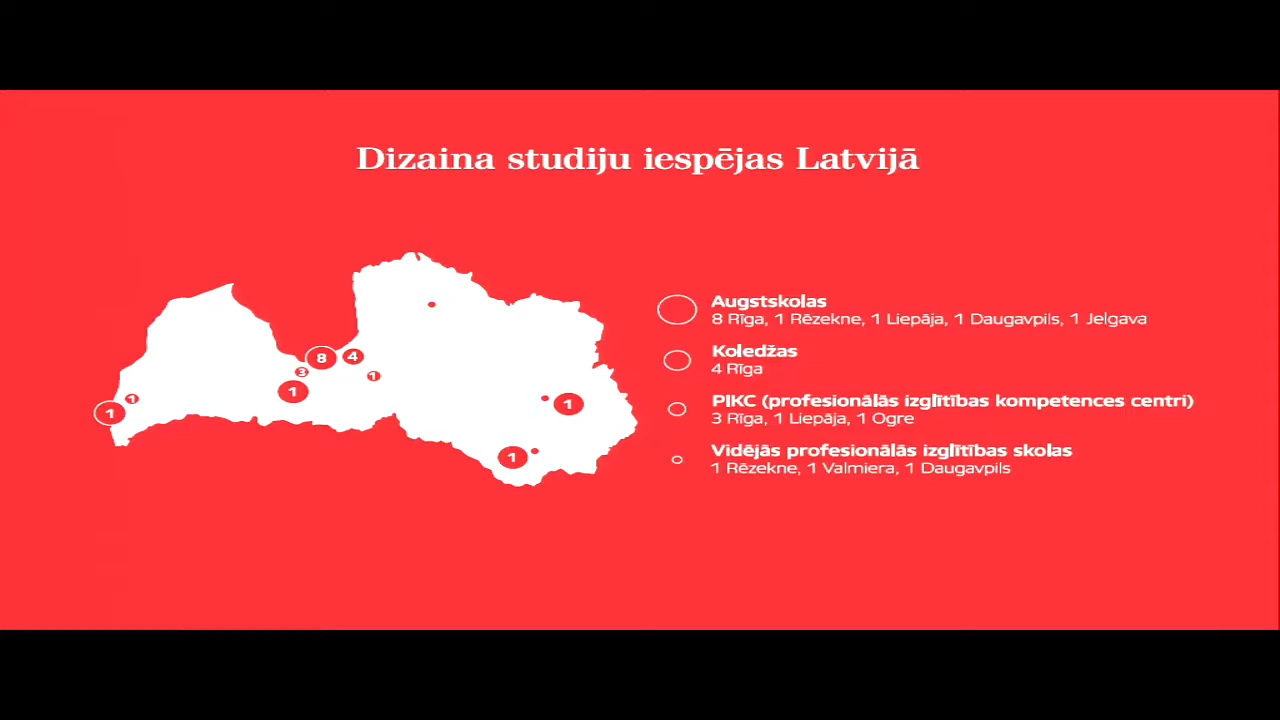 Dizaina studiju iespējas Latvijā
8
4
3
1
1
1
1
1
1
Augstskolas
8 Rīga, 1 Rēzekne, 1 Liepāja, 1 Daugavpils, 1 Jelgava
Koledžas
4 Rīga
PIKC (profesionālās izglītības kompetences centri)
3 Rīga, 1 Liepāja, 1 Ogre
Vidējās profesionālās izglītības skolas
1 Rēzekne, 1 Valmiera, 1 Daugavpils